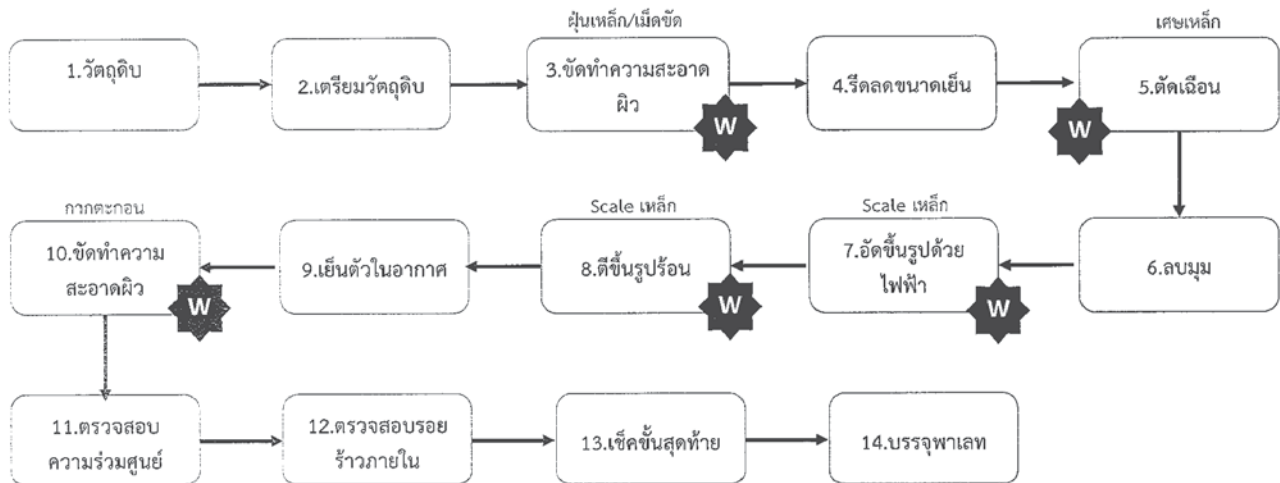 ฝุ่นเหล็ก/เม็ดขัด
เศษเหล็ก
1.วัตถุดิบ
2.เตรียมวัตถุดิบ
3.ขัดทำความสะอาด
ผิว
W
4.รีดลดขนาดเย็น
5.ตัดเฉือน
W
กากตะกอน
Scale เหล็ก
Scale เหล็ก
10.ขัดทำความ
สะอาดผิว
W
9.เย็นตัวในอากาศ
8.ตีขึ้นรูปร้อน
W
7.อัดขึ้นรูปด้วย
ไฟฟ้า
W
6.ลบมุม
11.ตรวจสอบ
ความร่วมศูนย์
12.ตรวจสอบรอย
ร้าวภายใน
13.เช็คขั้นสุดท้าย
14.บรรจุพาเลท